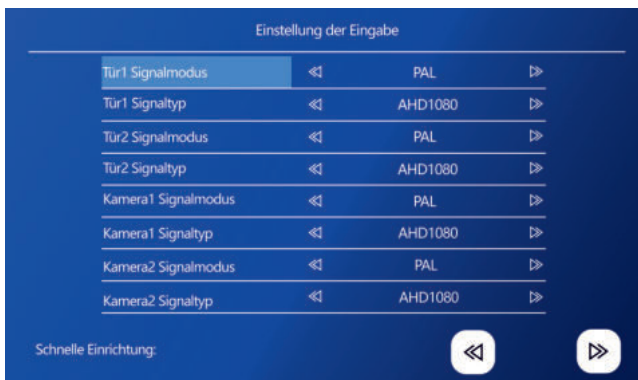 Einstellung der Eingabe
Tür1 Signalmodus PAL
Tür1 Signaltyp AHD1080
Tür2 Signalmodus PAL
Tür2 Signaltyp AHD1080
Kamera1 Signalmodus PAL
Kamera1 Signaltyp AHD1080
Kamera2 Signalmodus PAL
Kamera2 Signaltyp AHD1080
Schnelle Einrichtung: